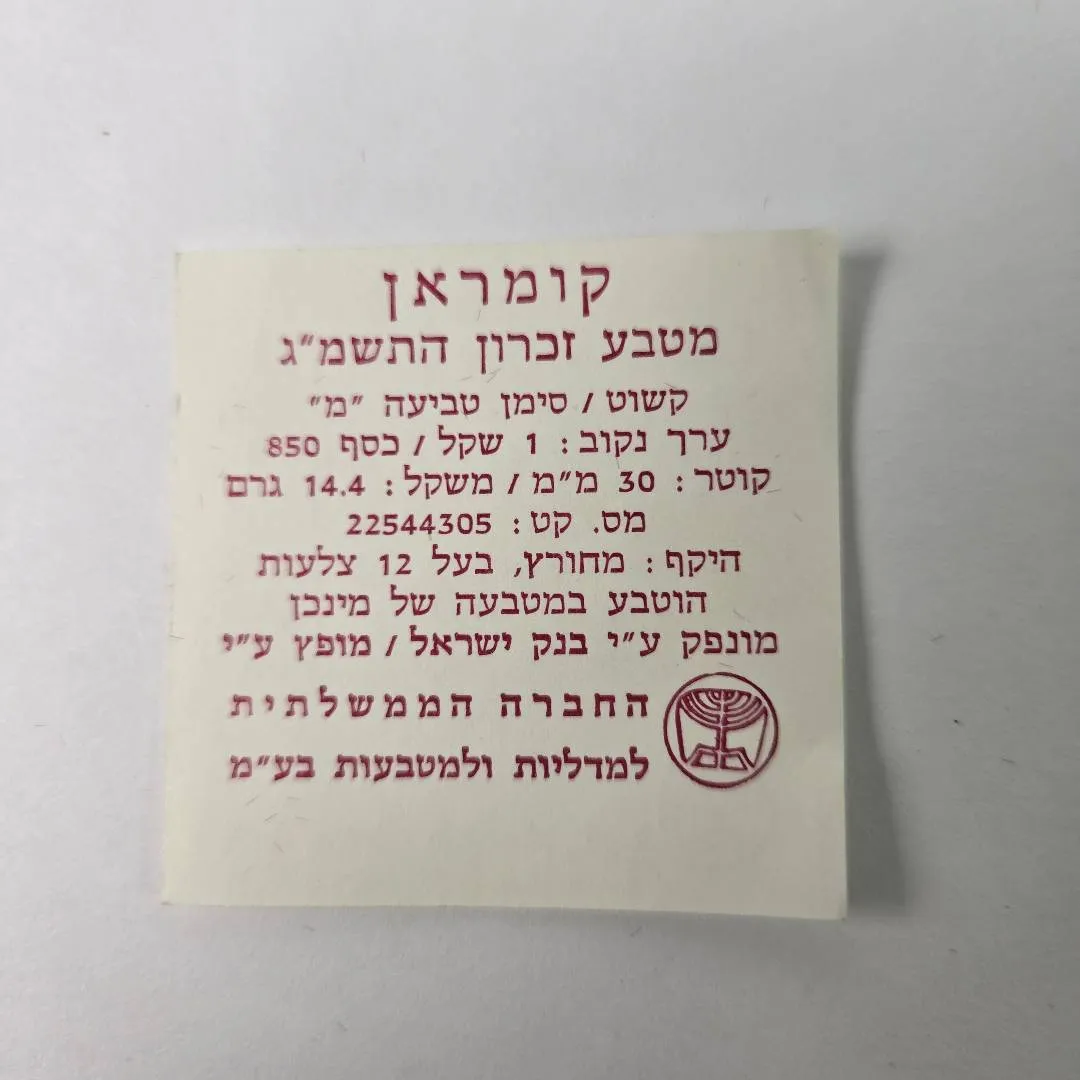 קומראן
מטבע זכרון התשמ״ג
קשוט / סימן טביעה ״מ״
ערך נקוב: 1 שקל / כסף 850
קוטר: 30 מ״מ / משקל: 14.4 גרם
מס. קט: 22544305
היקף: מחורץ, בעל 12 צלעות
הוטבע במטבעה של מינכן
מונפק ע״י בנק ישראל / מופץ ע״י
החברה הממשלתית
למדליות ולמטבעות בע״מ